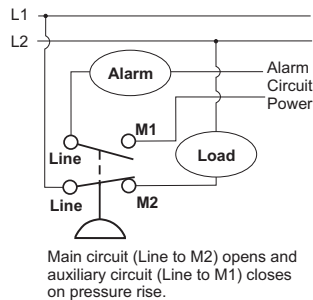 L1
L2
Alarm
Alarm
Circuit
Power
M1
Line
Load
Line
M2
Main circuit (Line to M2) opens and
auxiliary circuit (Line to M1) closes
on pressure rise.